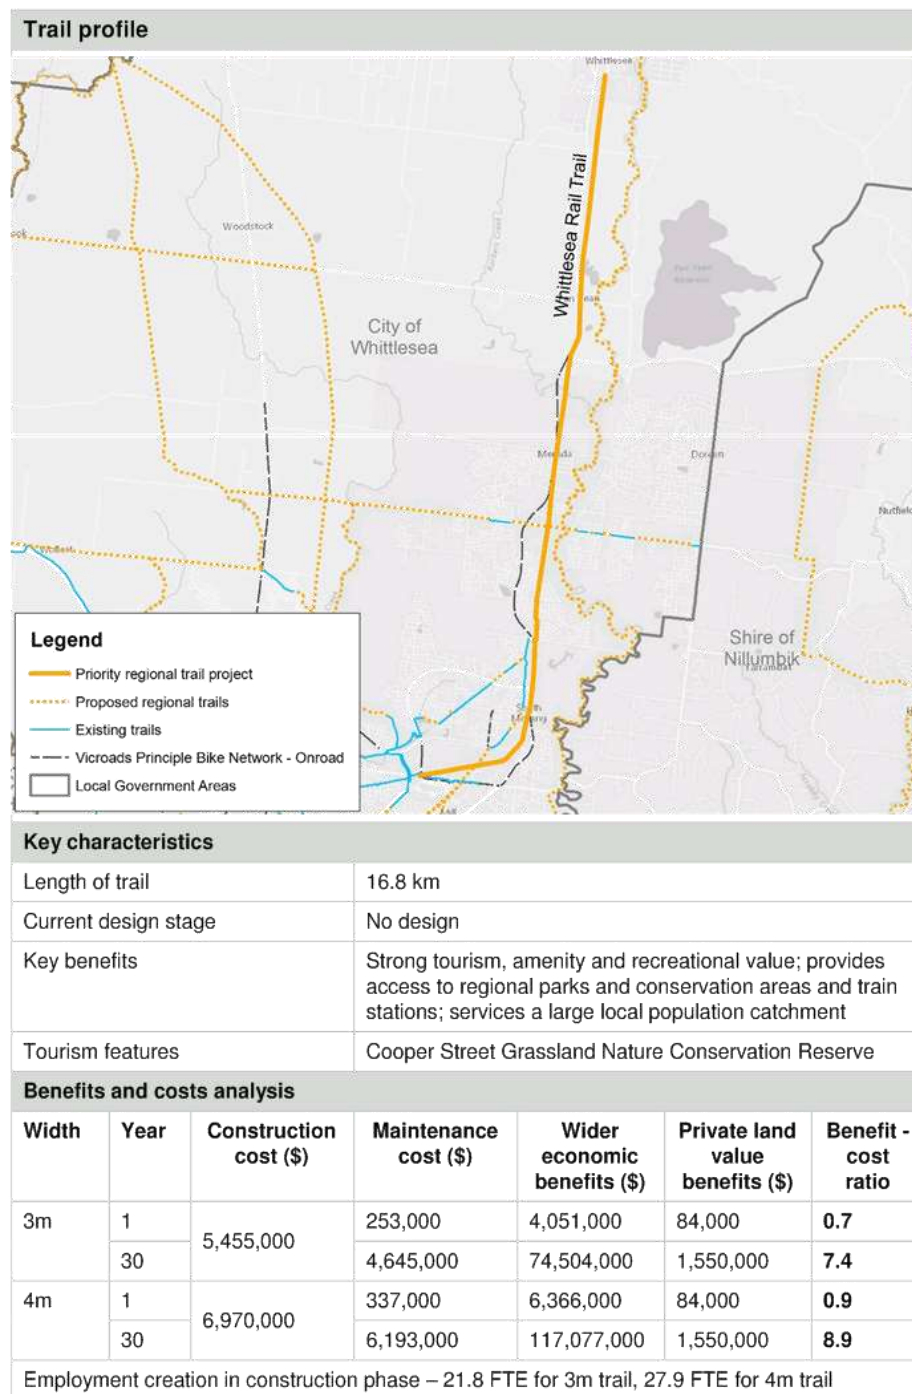 Trail profile
Whittlesea
Whittlesea Rail Trail
Woodstock
City of
Whittlesea
Doreen
Nutfield
Shire of
Nillumbik
Legend
Priority regional trail project
Proposed regional trails
Existing trails
Vicroads Principle Bike Network - Onroad
Local Government Areas
Key characteristics
Length of trail 16.8 km
Current design stage No design
Key benefits Strong tourism, amenity and recreational value; provides
access to regional parks and conservation areas and train
stations; services a large local population catchment
Tourism features Cooper Street Grassland Nature Conservation Reserve
Benefits and costs analysis
Width Year Construction Maintenance Wider Private land Benefit -
cost ($) cost ($) economic value cost
benefits ($) benefits ($) ratio
3m 1 5,455,000 253,000 4,051,000 84,000 0.7
30 4,645,000 74,504,000 1,550,000 7.4
4m 1 6,970,000 337,000 6,366,000 84,000 0.9
30 6,193,000 117,077,000 1,550,000 8.9
Employment creation in construction phase – 21.8 FTE for 3m trail, 27.9 FTE for 4m trail